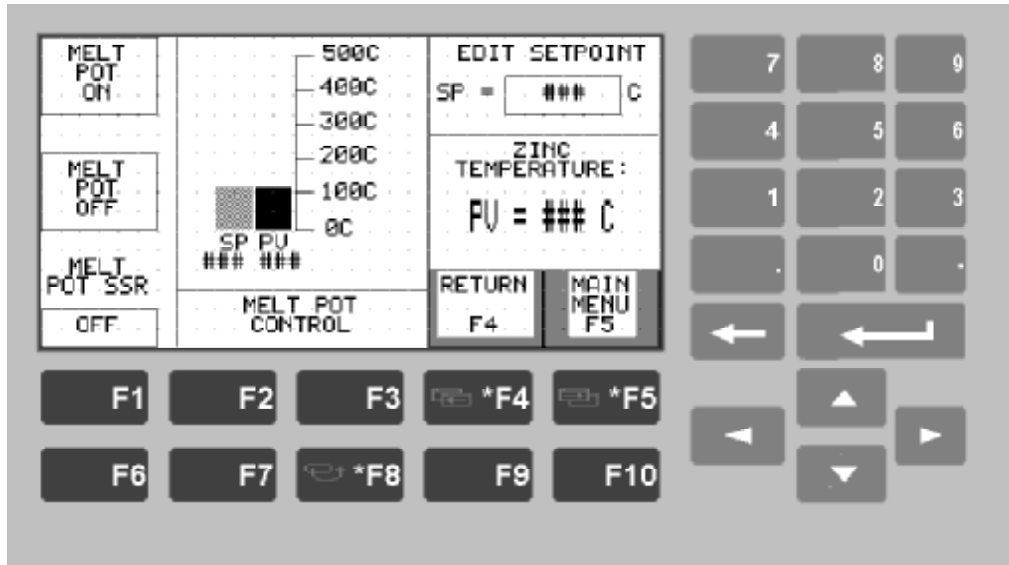 MELT
POT
ON
MELT
POT
OFF
MELT
POT SSR
OFF
500C
400C
300C
200C
100C
0C
SP PV
### ###
MELT POT
CONTROL
EDIT SETPOINT
SP = ### C
ZINC
TEMPERATURE:
PV = ### C
RETURN
F4
MAIN
MENU
F5
7 8 9
4 5 6
1 2 3
. 0 -
F1 F2 F3 *F4 *F5
F6 F7 *F8 F9 F10